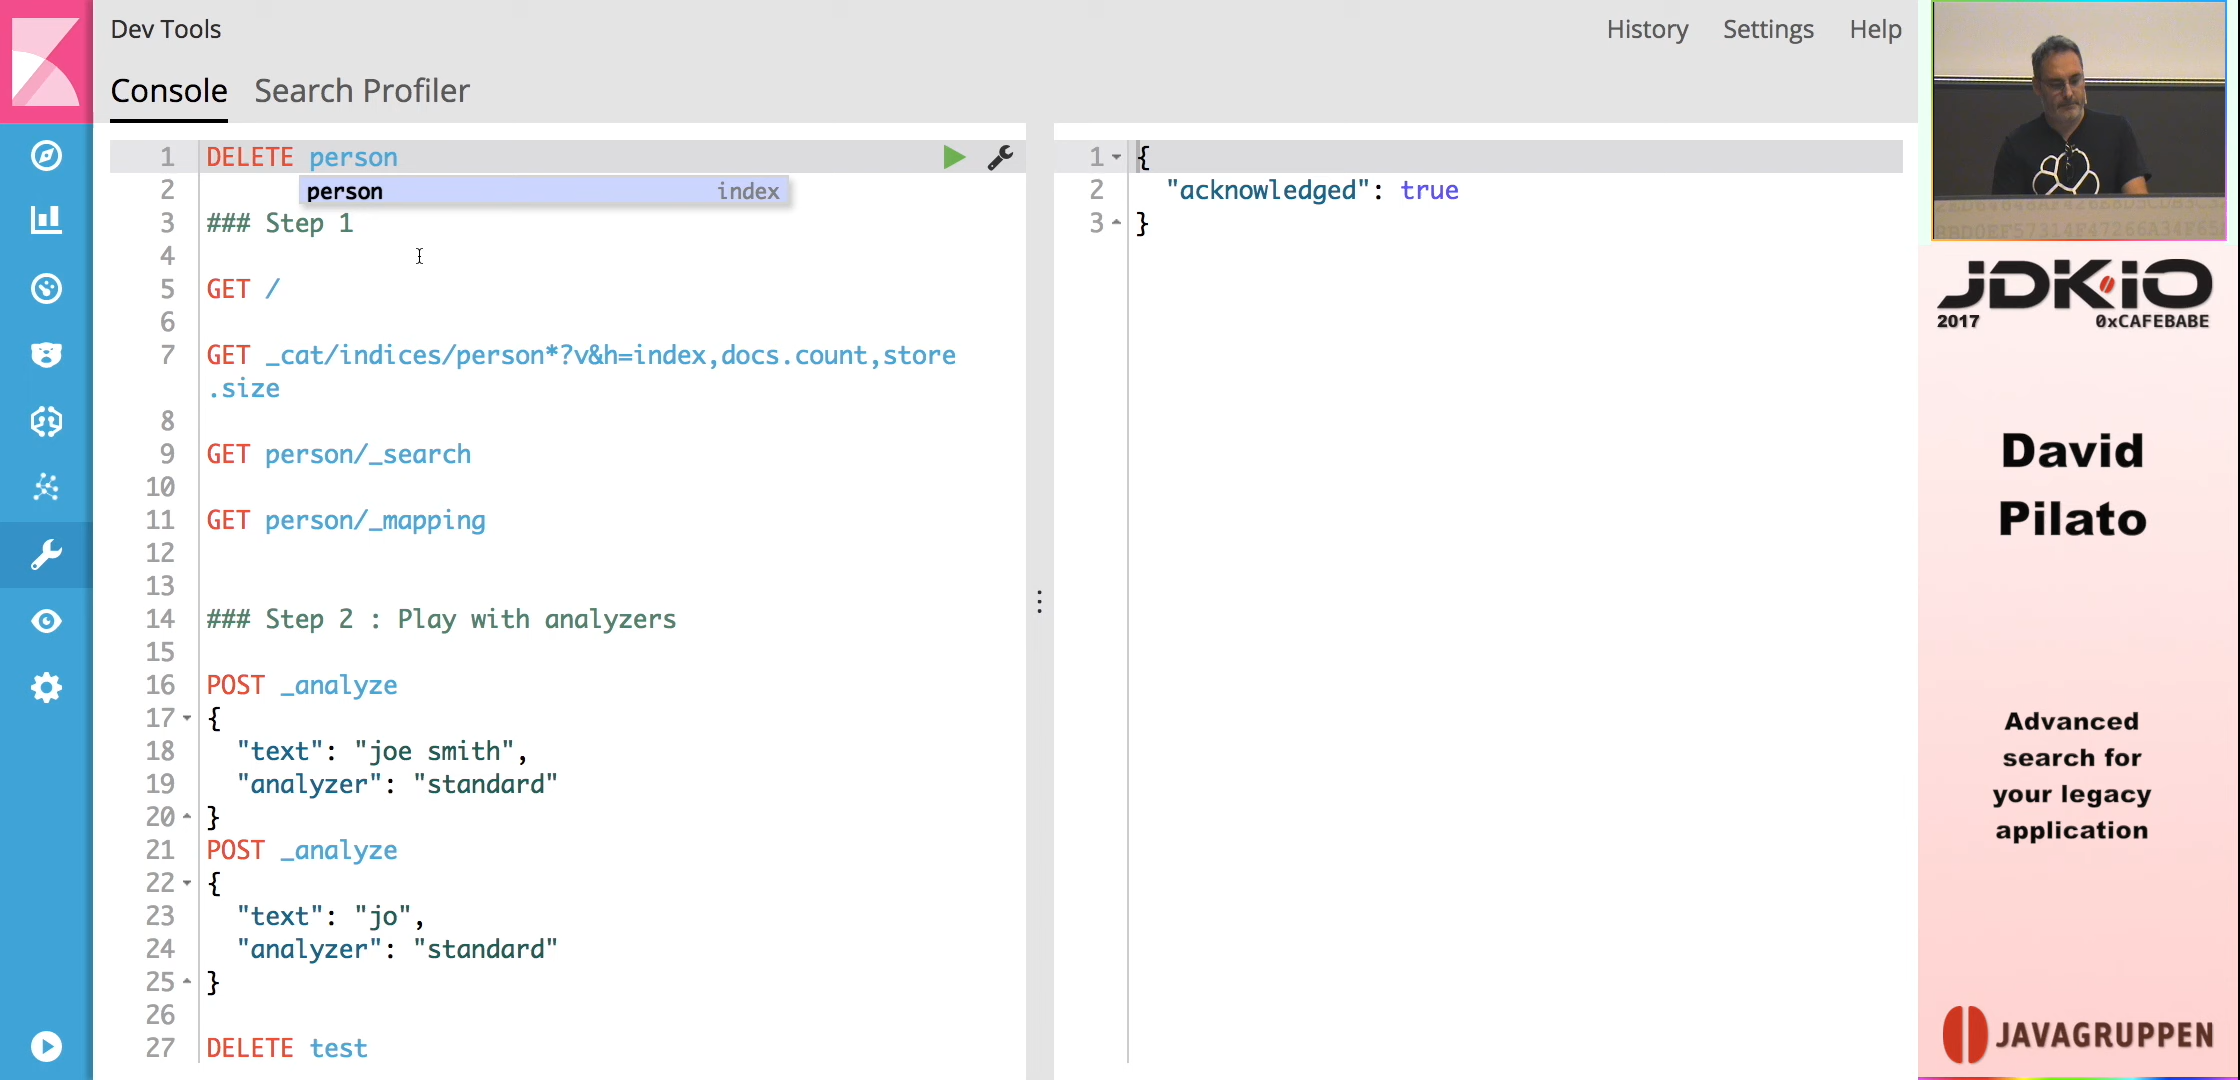 Dev Tools
History Settings Help
Console Search Profiler
1 DELETE person
person index
2
3 ### Step 1
4
5 GET /
6
7 GET _cat/indices/person*?v&h=index,docs.count,store
.size
8
9 GET person/_search
10
11 GET person/_mapping
12
13
14 ### Step 2 : Play with analyzers
15
16 POST _analyze
17 {
18 "text": "joe smith",
19 "analyzer": "standard"
20 }
21 POST _analyze
22 {
23 "text": "jo",
24 "analyzer": "standard"
25 }
26
27 DELETE test
1 {
2 "acknowledged": true
3 }
JDK.IO
2017 0xCAFEBABE
David
Pilato
Advanced
search for
your legacy
application
JAVAGRUPPEN